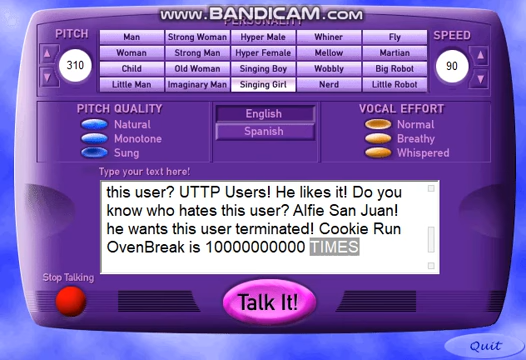 www.BANDICAM.com
PERSONALITY
PITCH
310
Man
Strong Woman
Hyper Male
Whiner
Fly
Woman
Strong Man
Hyper Female
Mellow
Martian
Child
Old Woman
Singing Boy
Wobbly
Big Robot
Little Man
Imaginary Man
Singing Girl
Nerd
Little Robot
SPEED
90
PITCH QUALITY
Natural
Monotone
Sung
English
Spanish
VOCAL EFFORT
Normal
Breathy
Whispered
Type your text here!
this user? UTTP Users! He likes it! Do you
know who hates this user? Alfie San Juan!
he wants this user terminated! Cookie Run
OvenBreak is 10000000000 TIMES
Stop Talking
Talk It!
Quit